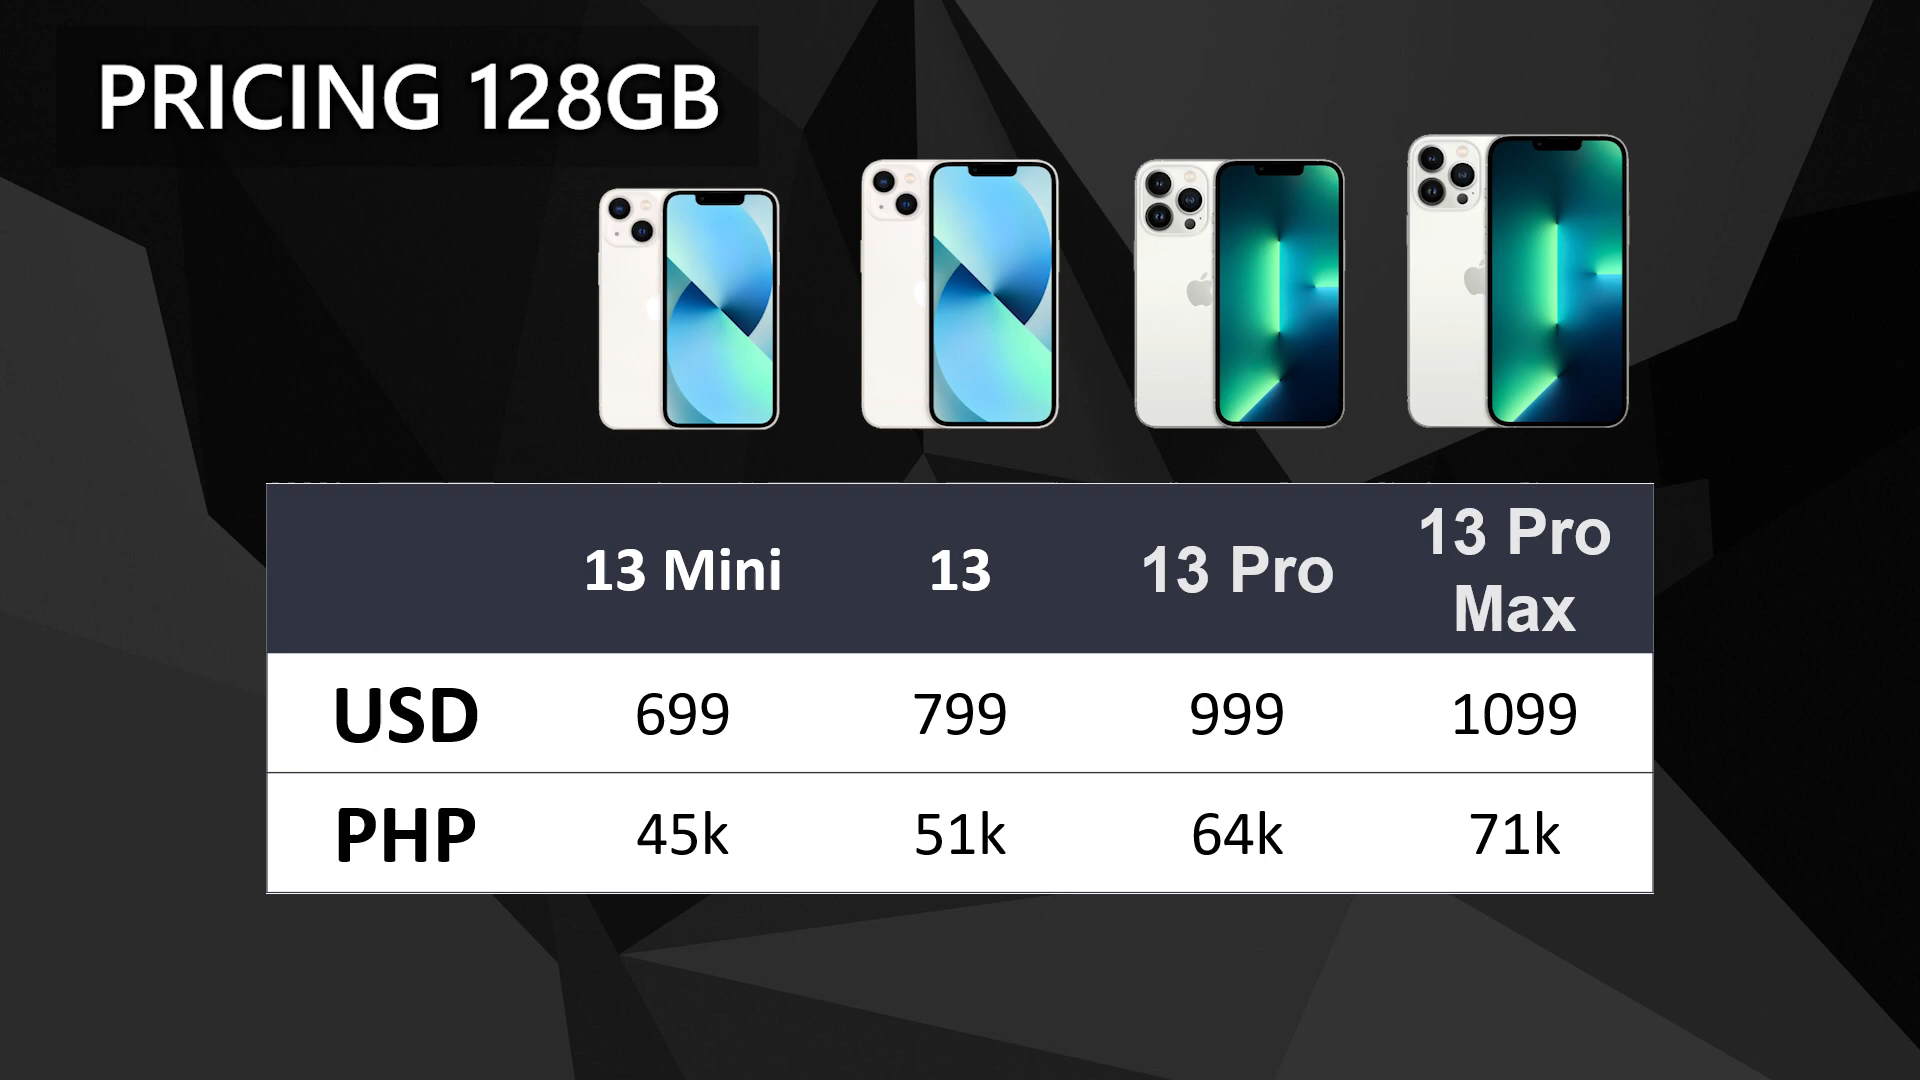 PRICING 128GB
13 Mini 13 13 Pro 13 Pro Max
USD 699 799 999 1099
PHP 45k 51k 64k 71k